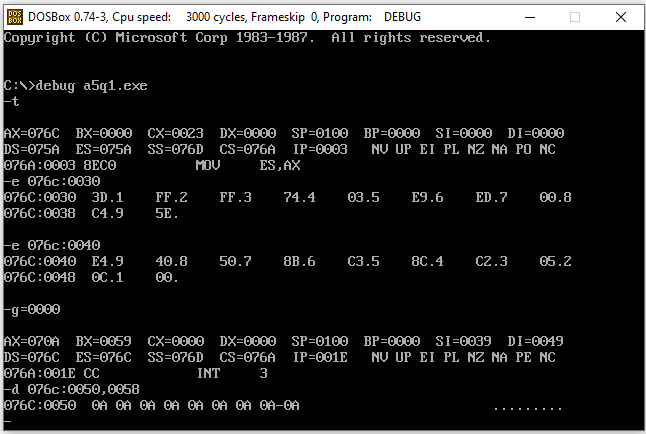 DOSBox 0.74-3, Cpu speed: 3000 cycles, Frameskip 0, Program: DEBUG
Copyright (C) Microsoft Corp 1983-1987. All rights reserved.
C:\>debug a5q1.exe
-t
AX=076C BX=0000 CX=0023 DX=0000 SP=0100 BP=0000 SI=0000 DI=0000
DS=075A ES=075A SS=076D CS=076A IP=0003 NV UP EI PL NZ NA PO NC
076A:0003 8EC0 MOV ES,AX
-e 076c:0030
076C:0030 3D.1 FF.2 FF.3 74.4 03.5 E9.6 ED.7 00.8
076C:0038 C4.9 5E.
-e 076c:0040
076C:0040 E4.9 40.8 50.7 8B.6 C3.5 8C.4 C2.3 05.2
076C:0048 0C.1 00.
-g=0000
AX=070A BX=0059 CX=0000 DX=0000 SP=0100 BP=0000 SI=0039 DI=0049
DS=076C ES=076C SS=076D CS=076A IP=001E NV UP EI PL NZ NA PE NC
076A:001E CC INT 3
-d 076c:0050,0058
076C:0050 0A 0A 0A 0A 0A 0A 0A 0A-0A .........
-